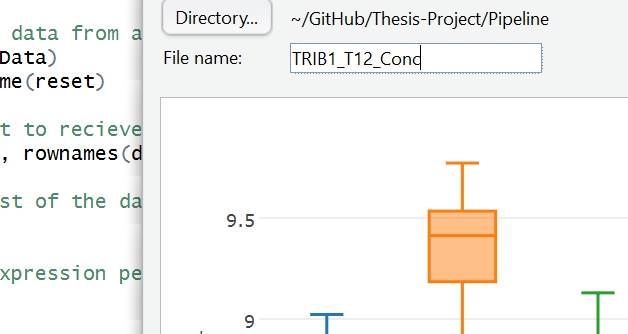 data from a
Data)
me(reset)
t to recieve
, rownames(d
st of the da
xpression pe
Directory...
~/GitHub/Thesis-Project/Pipeline
File name:
TRIB1_T12_Conc
9.5
9